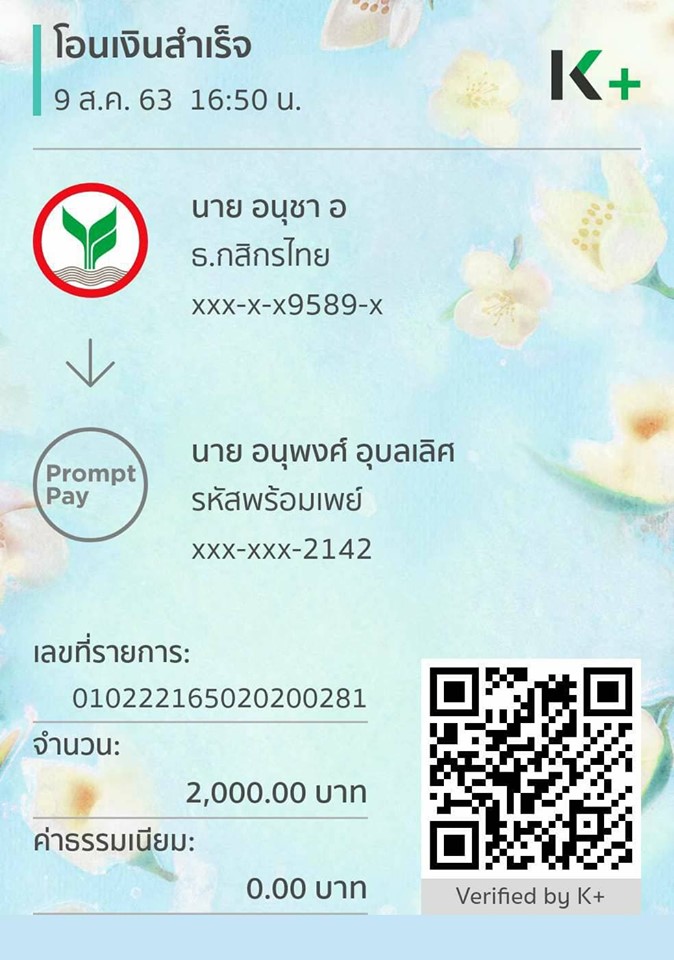 โอนเงินสำเร็จ
9 ส.ค. 63 16:50 น.
K+
นาย อนุชา อ
ธ.กสิกรไทย
xxx-x-x9589-x
Prompt
Pay
นาย อนุพงศ์ อุบลเลิศ
รหัสพร้อมเพย์
xxx-xxx-2142
เลขที่รายการ:
010222165020200281
จำนวน:
2,000.00 บาท
ค่าธรรมเนียม:
0.00 บาท
Verified by K+